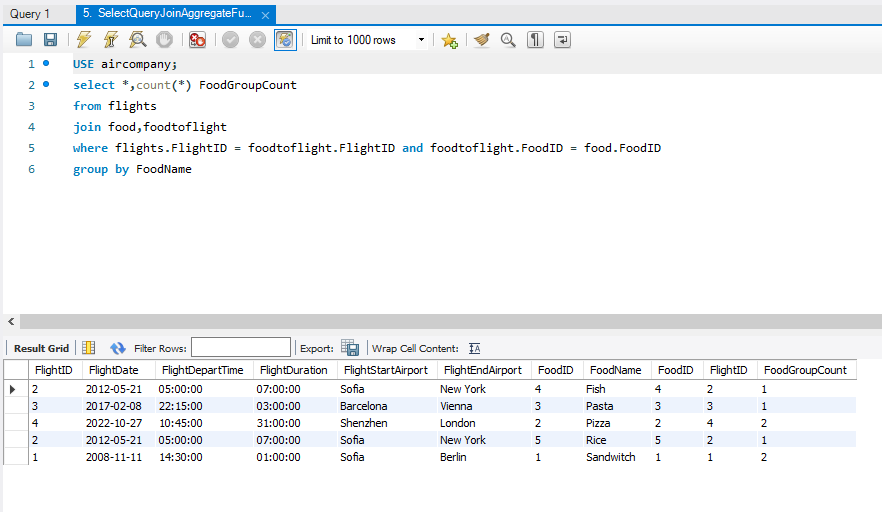 Query 1 5. SelectQueryJoinAggregateFu...
Limit to 1000 rows
1 USE aircompany;
2 select *,count(*) FoodGroupCount
3 from flights
4 join food,foodtoflight
5 where flights.FlightID = foodtoflight.FlightID and foodtoflight.FoodID = food.FoodID
6 group by FoodName
Result Grid Filter Rows: Export: Wrap Cell Content: IA
FlightID FlightDate FlightDepartTime FlightDuration FlightStartAirport FlightEndAirport FoodID FoodName FoodID FlightID FoodGroupCount
2 2012-05-21 05:00:00 07:00:00 Sofia New York 4 Fish 4 2 1
3 2017-02-08 22:15:00 03:00:00 Barcelona Vienna 3 Pasta 3 3 1
4 2022-10-27 10:45:00 31:00:00 Shenzhen London 2 Pizza 2 4 2
2 2012-05-21 05:00:00 07:00:00 Sofia New York 5 Rice 5 2 1
1 2008-11-11 14:30:00 01:00:00 Sofia Berlin 1 Sandwitch 1 1 2